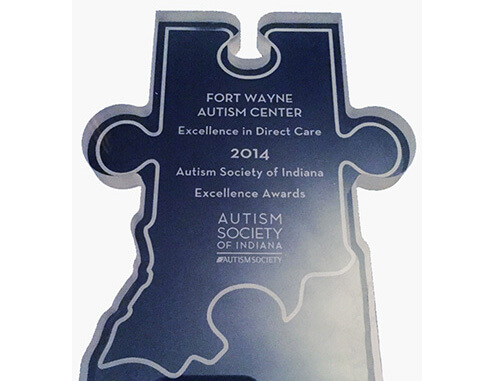 FORT WAYNE
AUTISM CENTER
Excellence in Direct Care
2014
Autism Society of Indiana
Excellence Awards
AUTISM
SOCIETY
OF INDIANA
AUTISM SOCIETY